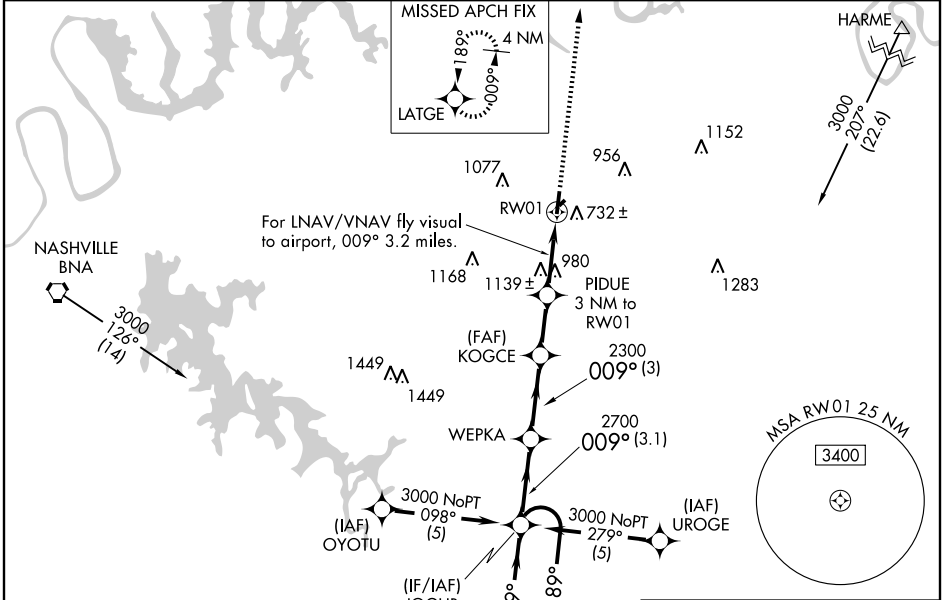 MISSED APCH FIX
4 NM
189°
009°
LATGE
HARME
3000
207°
(22.6)
1152
956
1077
RW01
732 ±
For LNAV/VNAV fly visual
to airport, 009° 3.2 miles.
NASHVILLE
BNA
3000
126°
(14)
1168
1139 ±
980
1283
PIDUE
3 NM to
RW01
(FAF)
KOGCE
2300
009° (3)
1449
1449
WEPKA
2700
009° (3.1)
MSA RW01 25 NM
3400
(IAF)
OYOTU
3000 NoPT
098°
(5)
3000 NoPT
279°
(5)
(IAF)
UROGE
(IF/IAF)